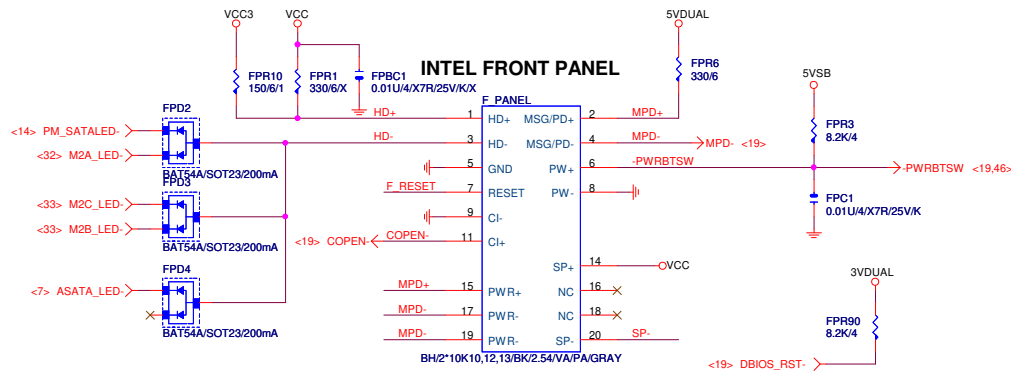 VCC3
VCC
5VDUAL
FPR10
150/6/1
FPR1
330/6/X
FPBC1
0.01U/4/X7R/25V/K/X
INTEL FRONT PANEL
FPR6
330/6
5VSB
FPR3
8.2K/4
F_PANEL
HD+ 1 HD+ MSG/PD+ 2 MPD+
HD- 3 HD- MSG/PD- 4 MPD- MPD- <19>
5 GND PW+ 6 -PWRBTSW -PWRBTSW <19,46>
F_RESET 7 RESET PW- 8
9 CI-
<19> COPEN- COPEN- 11 CI+
SP+ 14 VCC
MPD+ 15 PWR+ NC 16
MPD- 17 PWR- NC 18
MPD- 19 PWR- SP- 20 SP-
BH/2*10K10,12,13/BK/2.54/VA/PA/GRAY
FPD2
<14> PM_SATALED-
<32> M2A_LED-
BAT54A/SOT23/200mA
FPD3
<33> M2C_LED-
<33> M2B_LED-
BAT54A/SOT23/200mA
FPD4
<7> ASATA_LED-
BAT54A/SOT23/200mA
FPC1
0.01U/4/X7R/25V/K
3VDUAL
FPR90
8.2K/4
<19> DBIOS_RST-